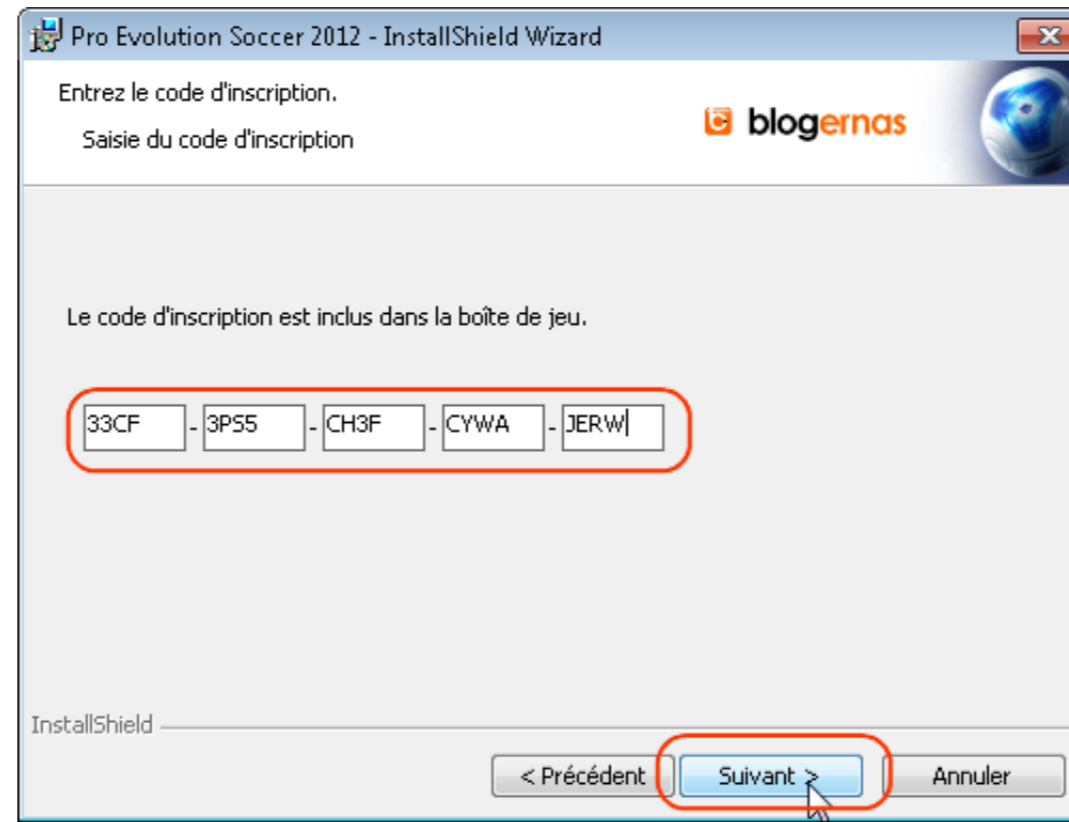 Pro Evolution Soccer 2012 - InstallShield Wizard
Entrez le code d'inscription.
Saisie du code d'inscription
blogernas
Le code d'inscription est inclus dans la boîte de jeu.
33CF - 3PS5 - CH3F - CYWA - JERW
InstallShield
< Précédent Suivant > Annuler